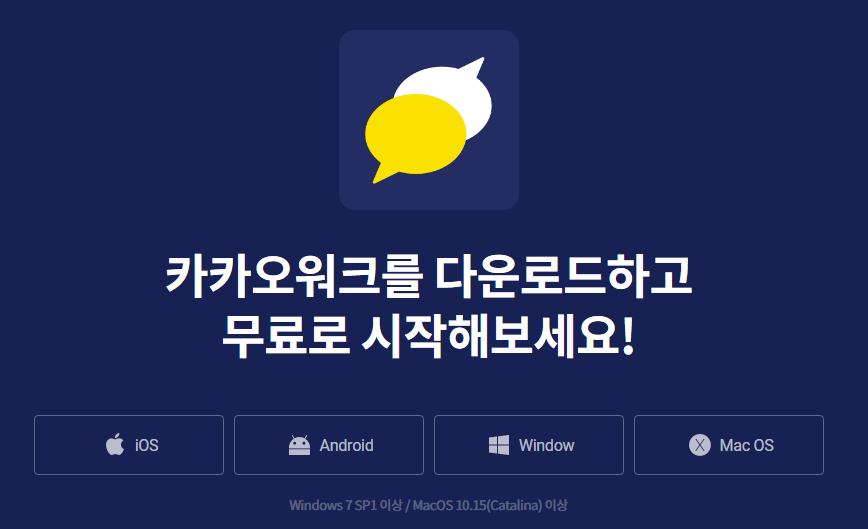 카카오워크를 다운로드하고
무료로 시작해보세요!
iOS
Android
Window
X Mac OS
Windows 7 SP1 이상 / MacOS 10.15(Catalina) 이상